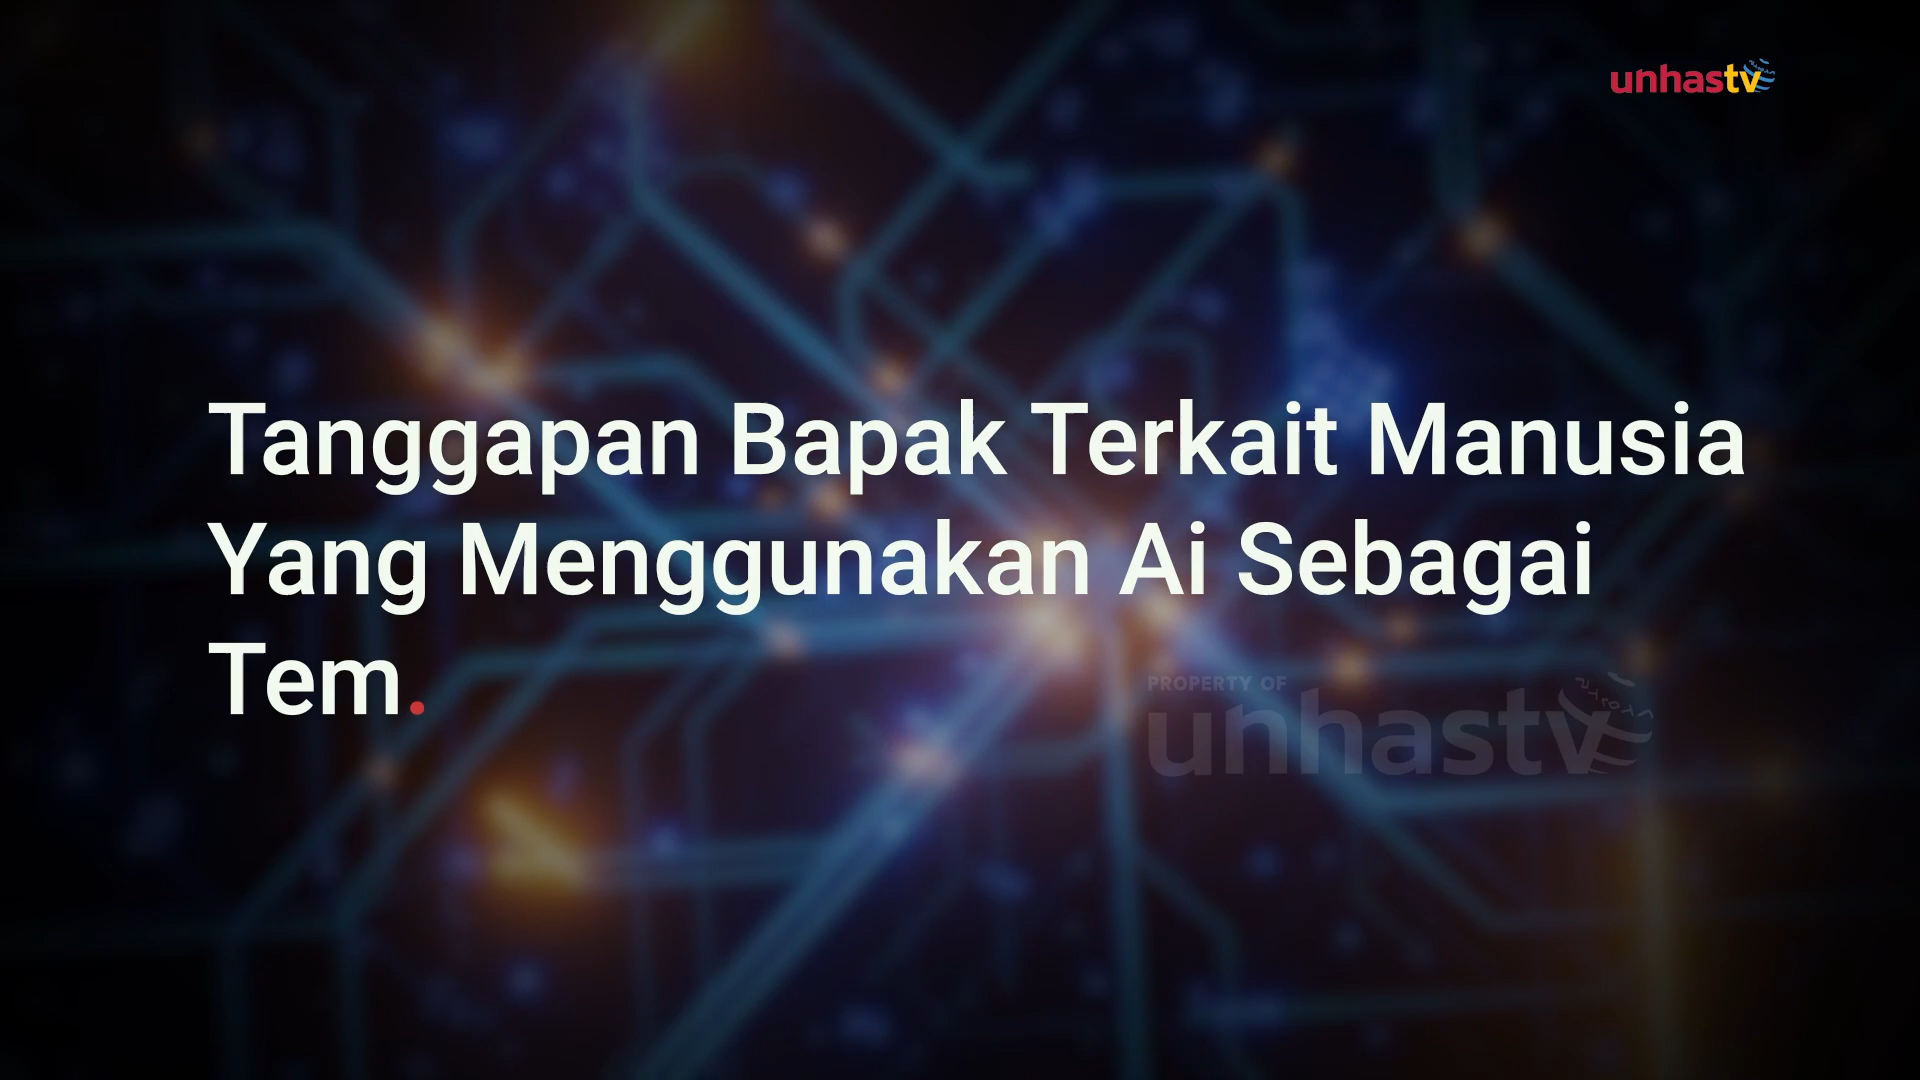 unhastv
Tanggapan Bapak Terkait Manusia
Yang Menggunakan Ai Sebagai
Tem.
PROPERTY OF
unhastv